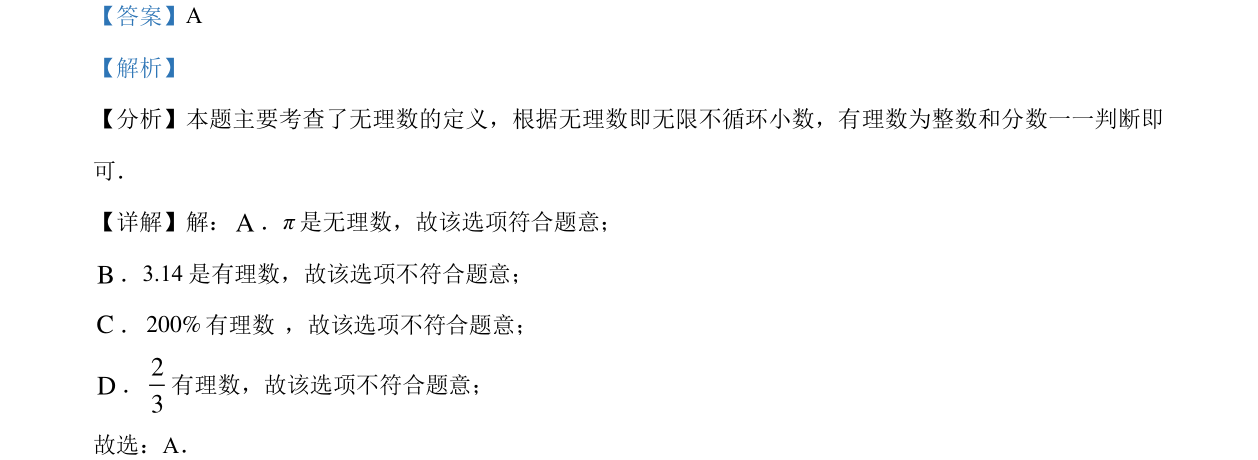 【答案】A
【解析】
【分析】本题主要考查了无理数的定义，根据无理数即无限不循环小数，有理数为整数和分数一一判断即
可．
【详解】解：A．π是无理数，故该选项符合题意；
B．3.14是有理数，故该选项不符合题意；
C．200%有理数，故该选项不符合题意；
D．2/3有理数，故该选项不符合题意；
故选：A．